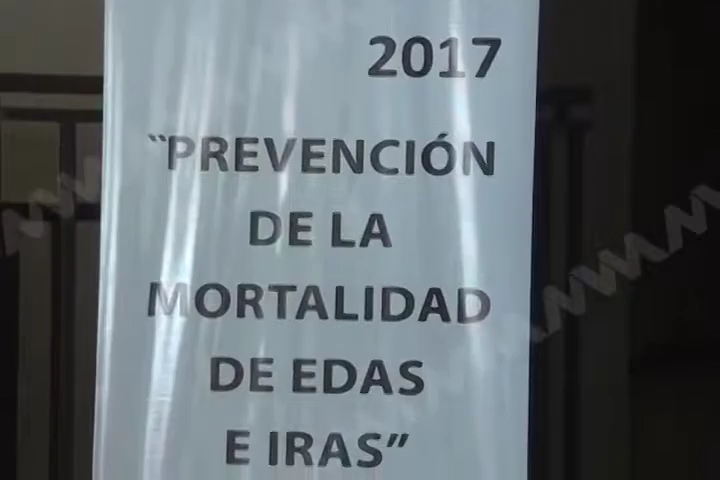 2017
“PREVENCIÓN
DE LA
MORTALIDAD
DE EDAS
E IRAS”